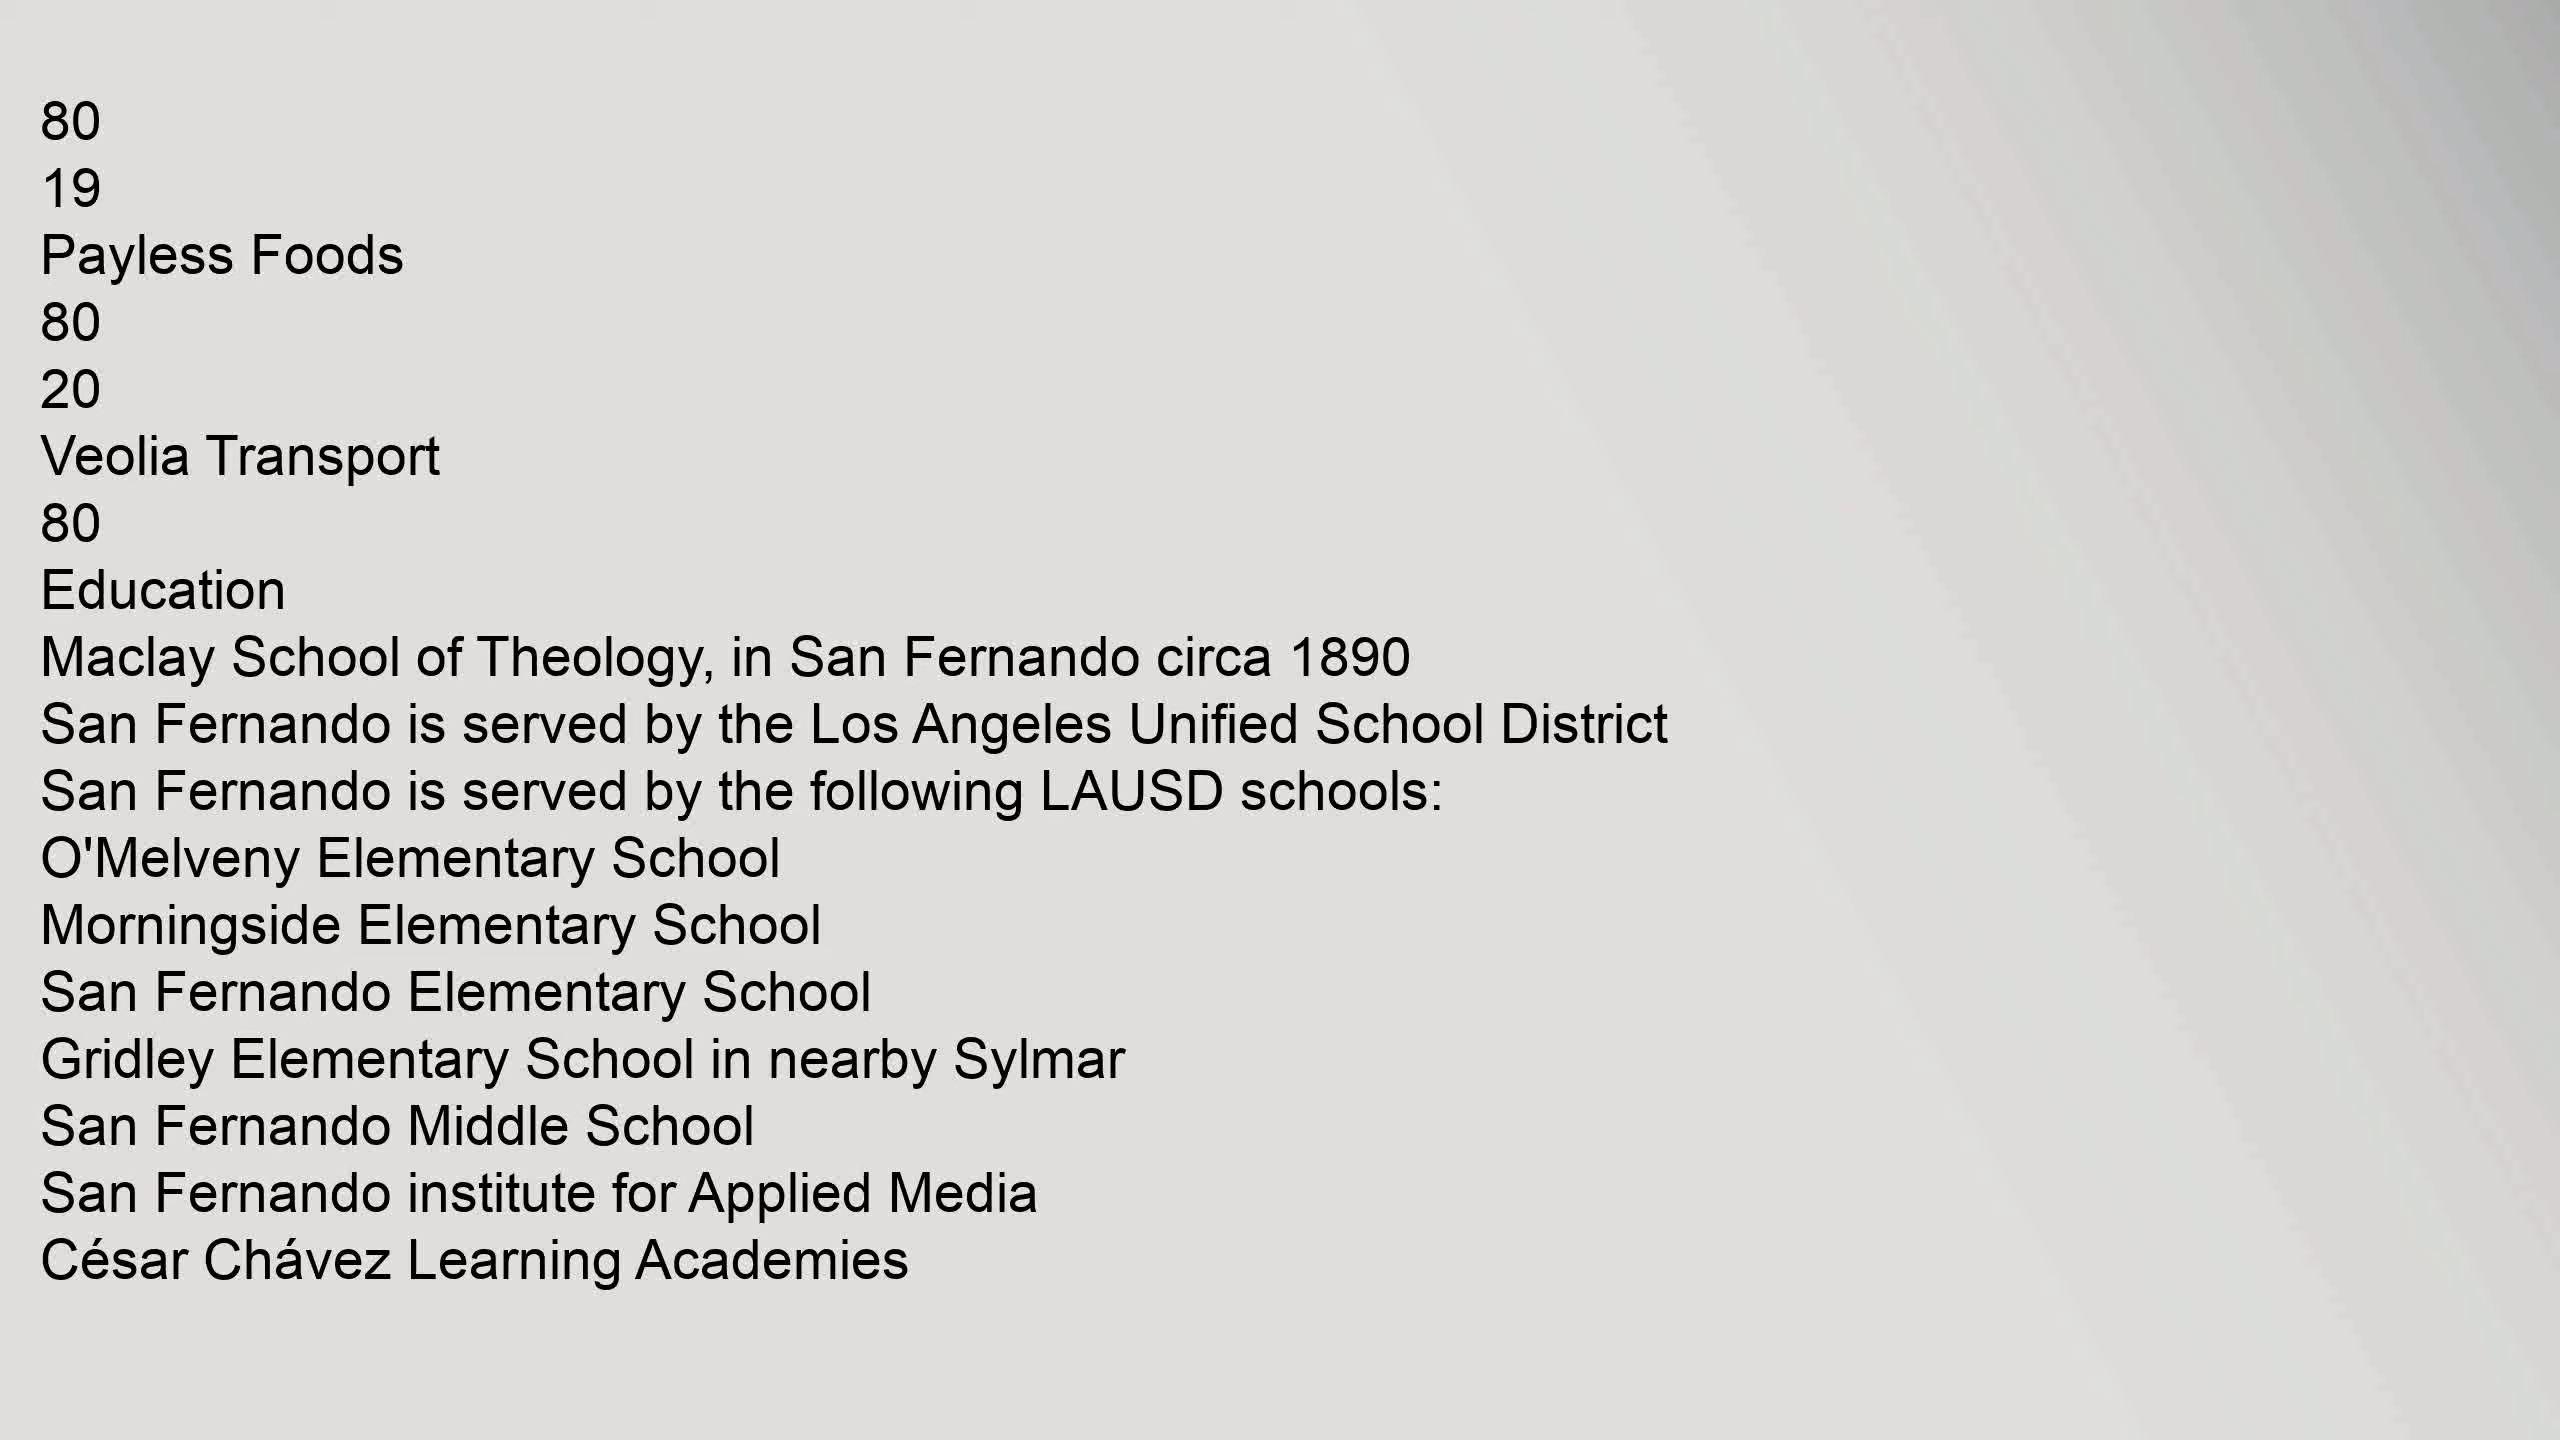 80
19
Payless Foods
80
20
Veolia Transport
80
Education
Maclay School of Theology, in San Fernando circa 1890
San Fernando is served by the Los Angeles Unified School District
San Fernando is served by the following LAUSD schools:
O'Melveny Elementary School
Morningside Elementary School
San Fernando Elementary School
Gridley Elementary School in nearby Sylmar
San Fernando Middle School
San Fernando institute for Applied Media
César Chávez Learning Academies